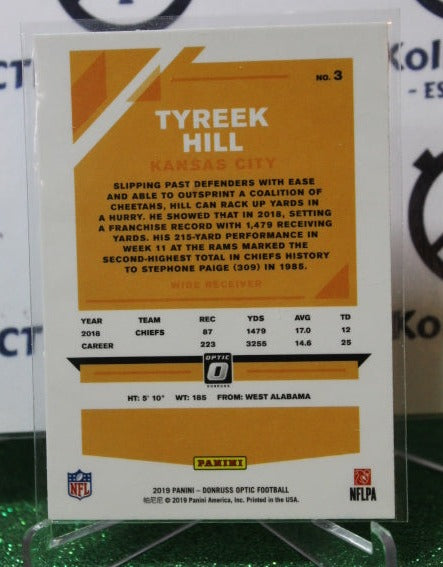 NO. 3
TYREEK
HILL
KANSAS CITY
SLIPPING PAST DEFENDERS WITH EASE
AND ABLE TO OUTSPRINT A COALITION OF
CHEETAHS, HILL CAN RACK UP YARDS IN
A HURRY. HE SHOWED THAT IN 2018, SETTING
A FRANCHISE RECORD WITH 1,479 RECEIVING
YARDS. HIS 215-YARD PERFORMANCE IN
WEEK 11 AT THE RAMS MARKED THE
SECOND-HIGHEST TOTAL IN CHIEFS HISTORY
TO STEPHONE PAIGE (309) IN 1985.
WIDE RECEIVER
YEAR TEAM REC YDS AVG TD
2018 CHIEFS 87 1479 17.0 12
CAREER 223 3255 14.6 25
OPTIC
DONRUSS
HT: 5' 10" WT: 185 FROM: WEST ALABAMA
PANINI
NFL
NFLPA
2019 PANINI – DONRUSS OPTIC FOOTBALL
帕尼尼 © 2019 Panini America, Inc. Printed in the USA.